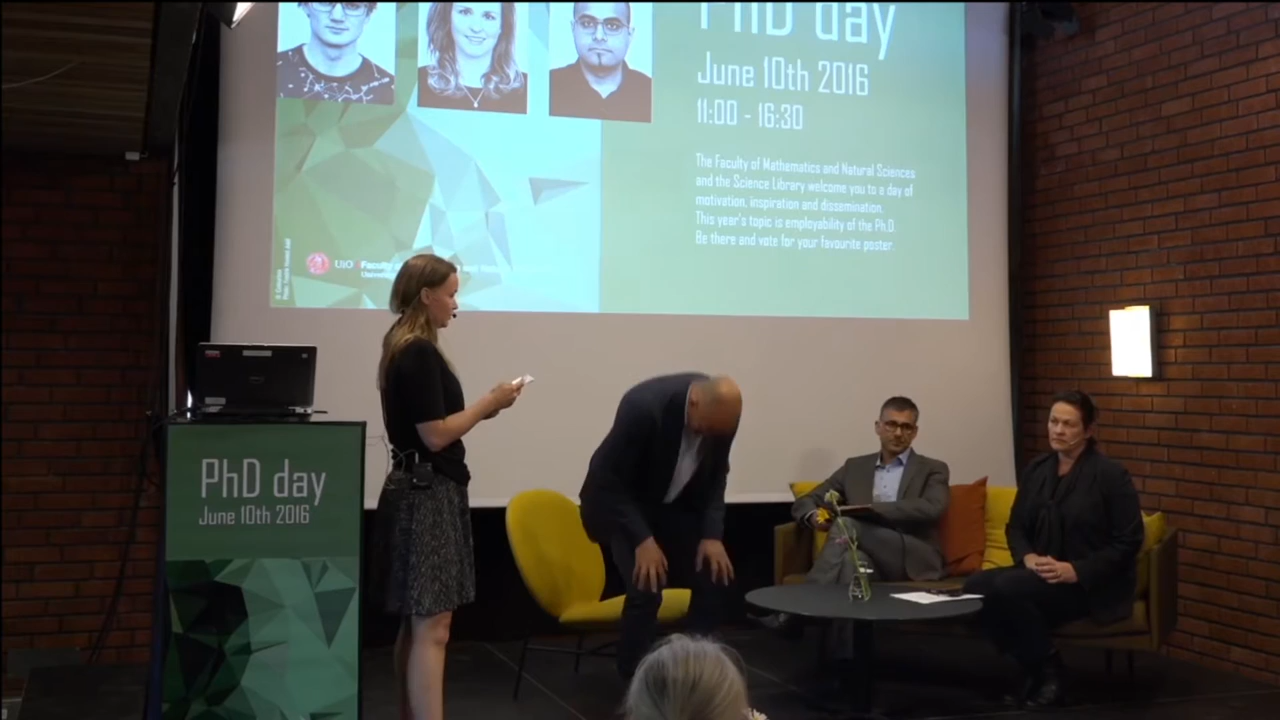 PhD day
June 10th 2016
11:00 - 16:30
The Faculty of Mathematics and Natural Sciences
and the Science Library welcome you to a day of
motivation, inspiration and dissemination.
This year's topic is employability of the Ph.D.
Be there and vote for your favourite poster.
UiO
PhD day
June 10th 2016